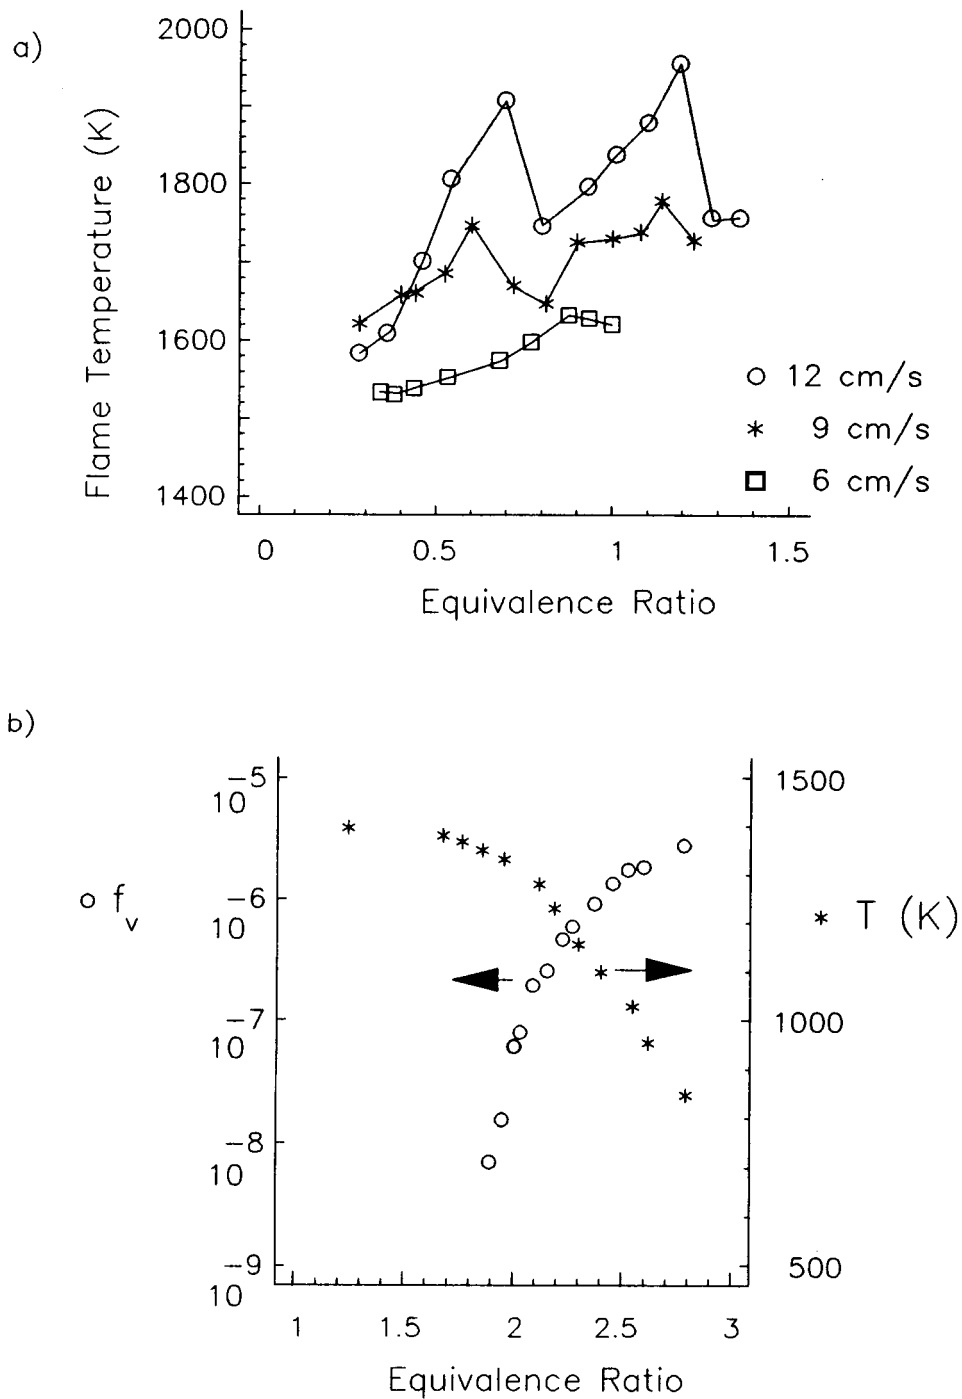 a)
2000
1800
1600
1400
Flame Temperature (K)
○ 12 cm/s
* 9 cm/s
□ 6 cm/s
0 0.5 1 1.5
Equivalence Ratio
b)
10^-5
10^-6
10^-7
10^-8
10^-9
○ f_v
1500
1000
500
* T (K)
1 1.5 2 2.5 3
Equivalence Ratio